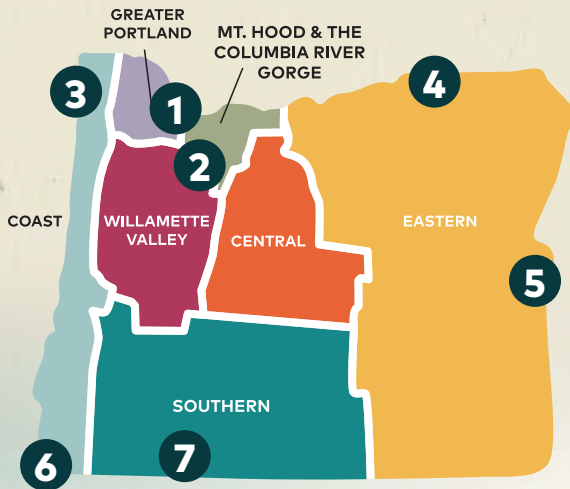 GREATER
PORTLAND
MT. HOOD & THE
COLUMBIA RIVER
GORGE
4
3
1
2
COAST
WILLAMETTE
VALLEY
CENTRAL
EASTERN
5
SOUTHERN
6
7